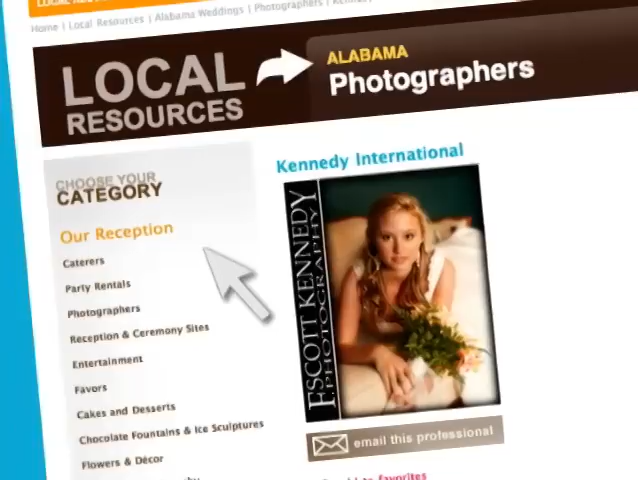 Home | Local Resources | Alabama Weddings | Photographers |
LOCAL
RESOURCES
ALABAMA
Photographers
CHOOSE YOUR
CATEGORY
Our Reception
Caterers
Party Rentals
Photographers
Reception & Ceremony Sites
Entertainment
Favors
Cakes and Desserts
Chocolate Fountains & Ice Sculptures
Flowers & Décor
Kennedy International
F.SCOTT KENNEDY
PHOTOGRAPHY
email this professional
favorites